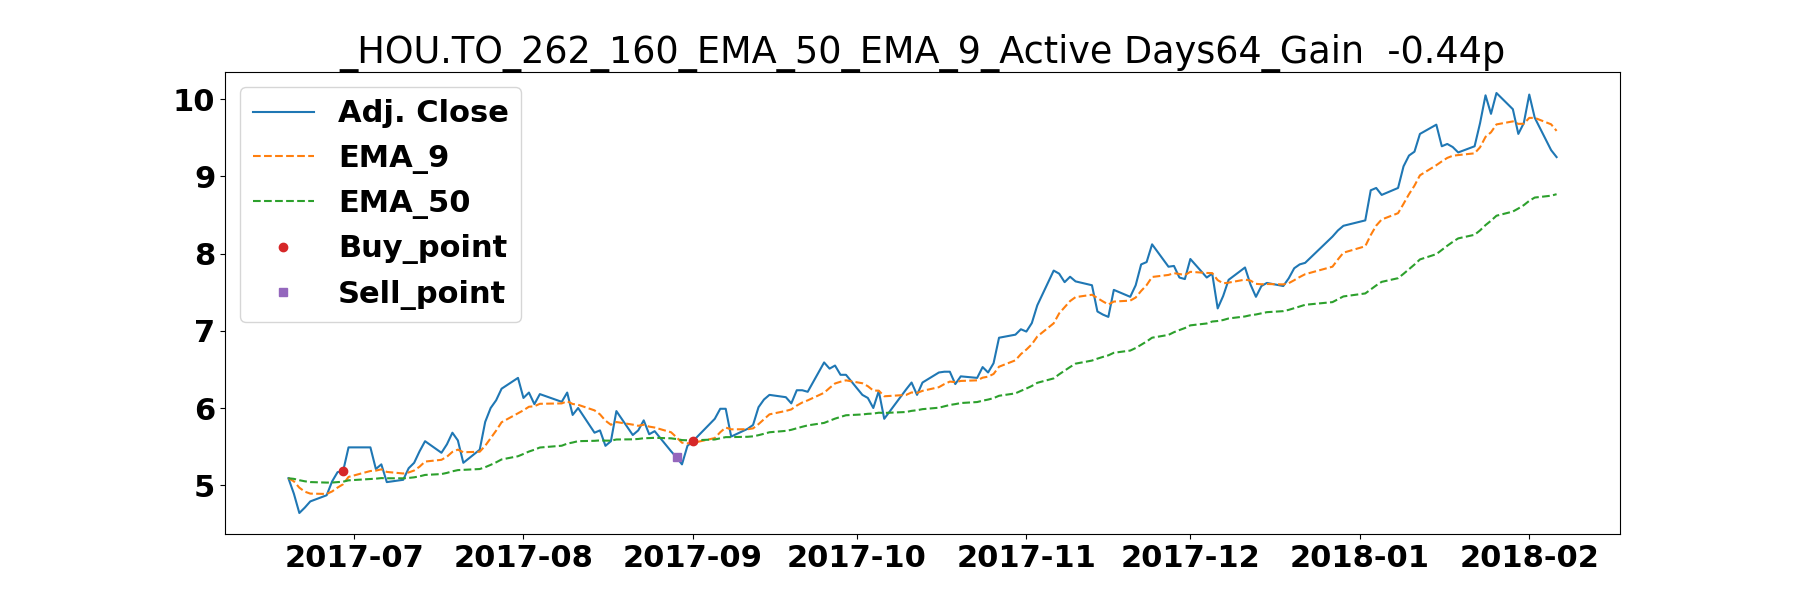 _HOU.TO_262_160_EMA_50_EMA_9_Active Days64_Gain  -0.44p
Adj. Close
EMA_9
EMA_50
Buy_point
Sell_point
10
9
8
7
6
5
2017-07 2017-08 2017-09 2017-10 2017-11 2017-12 2018-01 2018-02